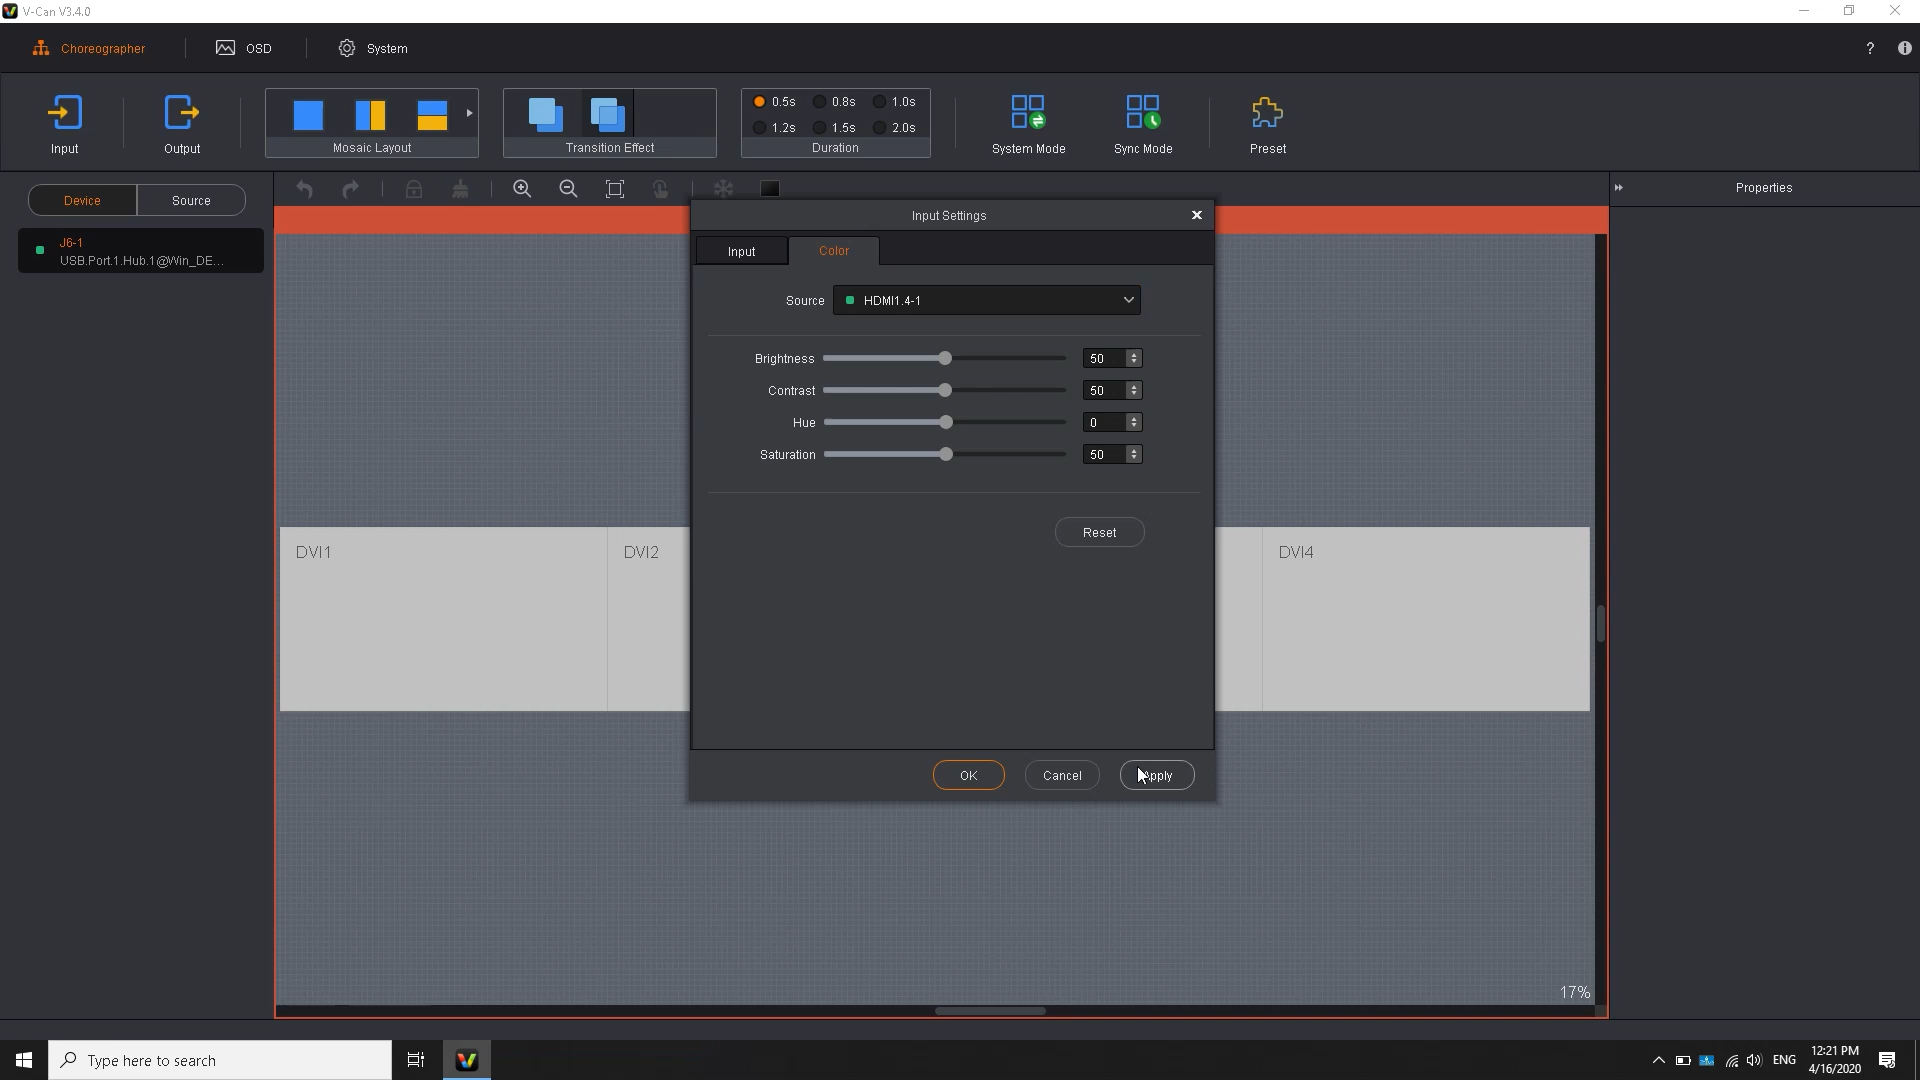 V-Can V3.4.0
Choreographer
OSD
System
?
Input
Output
Mosaic Layout
Transition Effect
0.5s 0.8s 1.0s
1.2s 1.5s 2.0s
Duration
System Mode
Sync Mode
Preset
Device
Source
J6-1
USB.Port.1.Hub.1@Win_DE...
Properties
Input Settings
Input
Color
Source HDMI1.4-1
Brightness 50
Contrast 50
Hue 0
Saturation 50
Reset
OK
Cancel
Apply
DVI1
DVI2
DVI4
17%
Type here to search
ENG
12:21 PM
4/16/2020